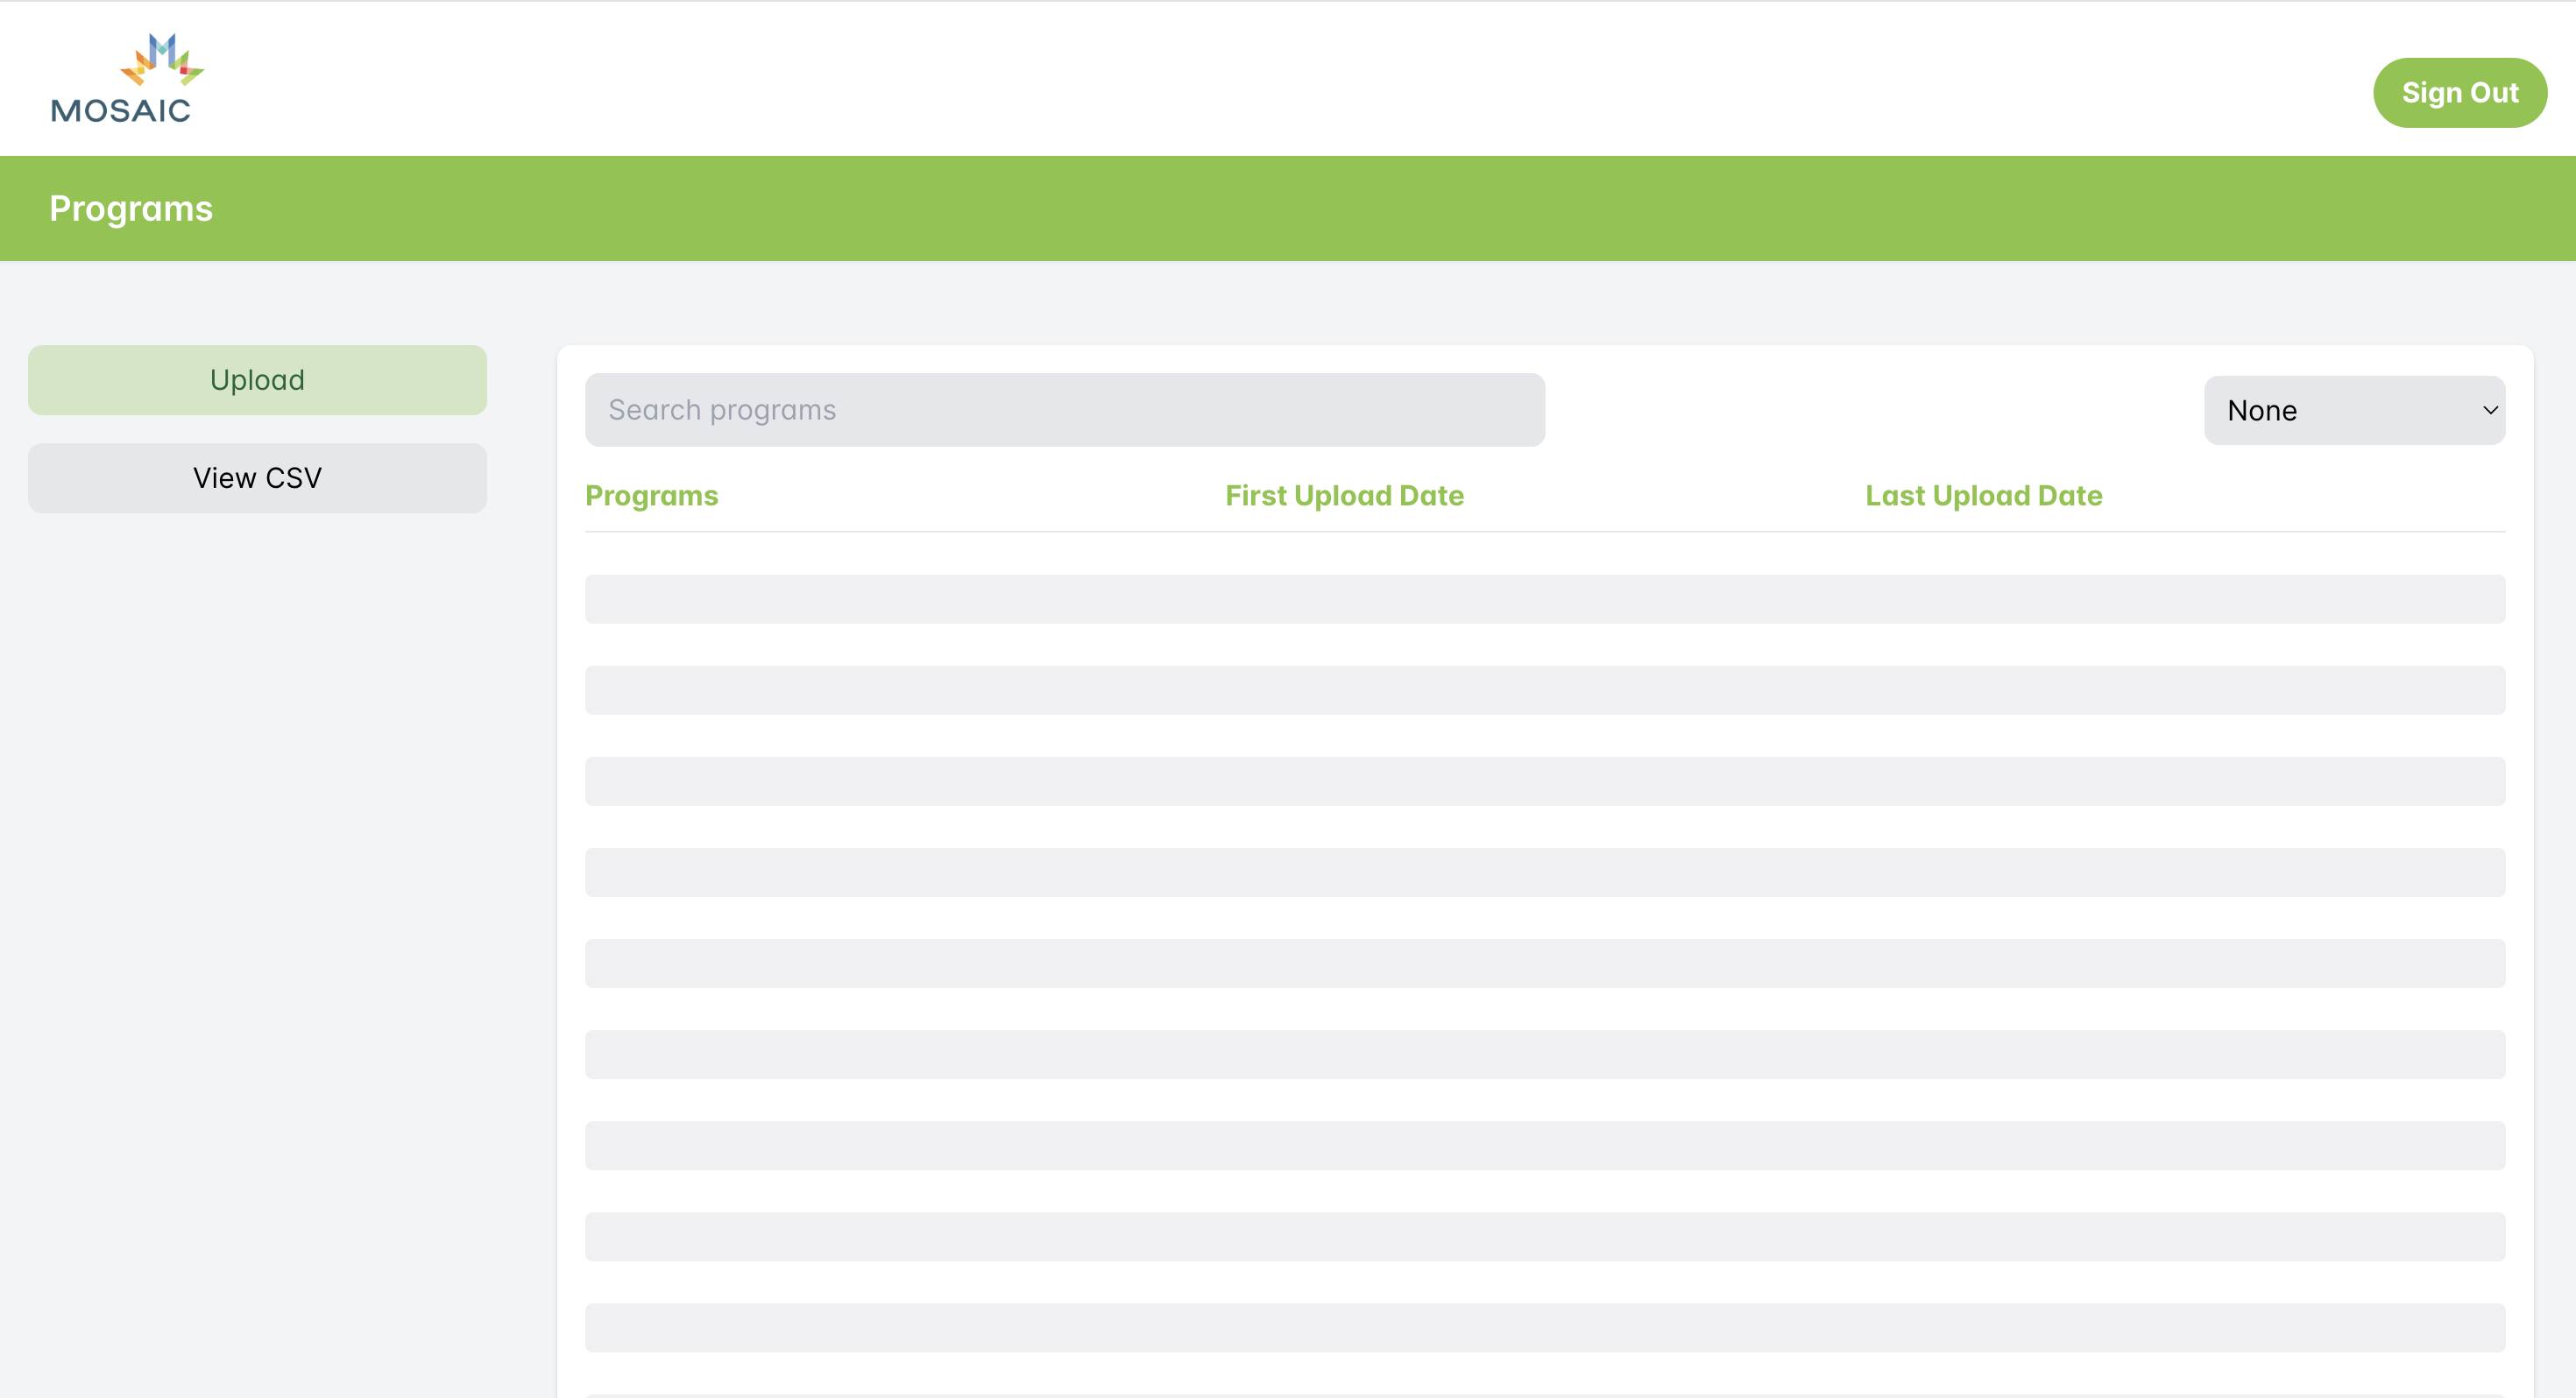 MOSAIC
Sign Out
Programs
Upload
View CSV
Search programs
None
Programs
First Upload Date
Last Upload Date